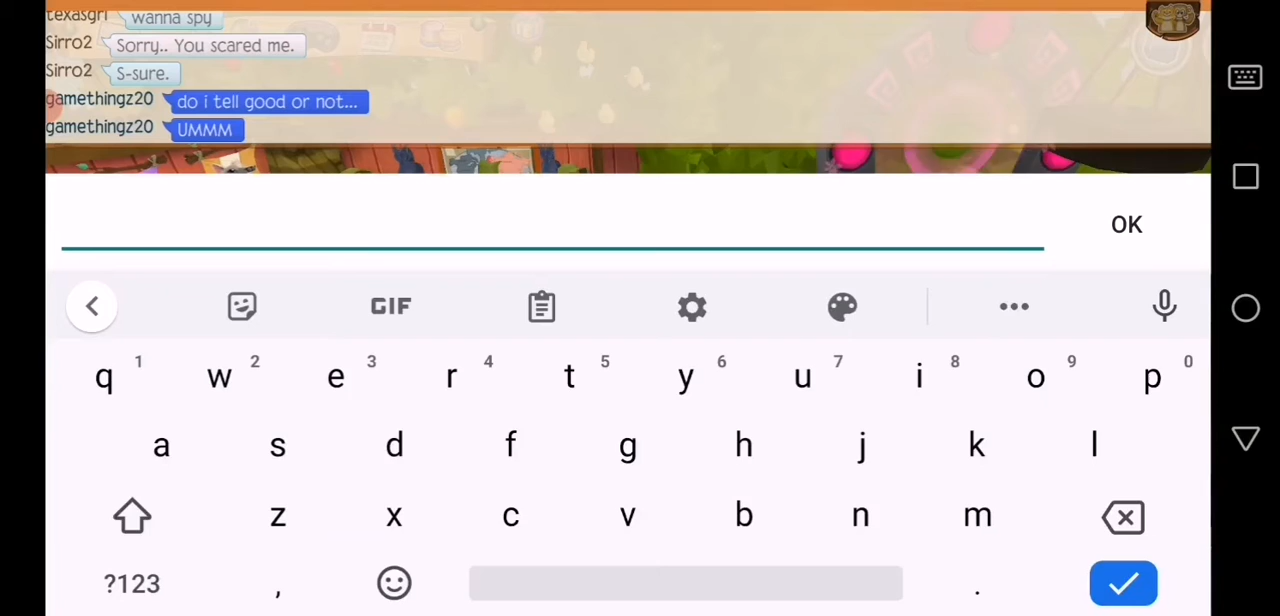 texasgrl wanna spy
Sirro2 Sorry.. You scared me.
Sirro2 S-sure.
gamethingz20 do i tell good or not...
gamethingz20 UMMM
OK
GIF
q 1 w 2 e 3 r 4 t 5 y 6 u 7 i 8 o 9 p 0
a s d f g h j k l
z x c v b n m
?123 , .